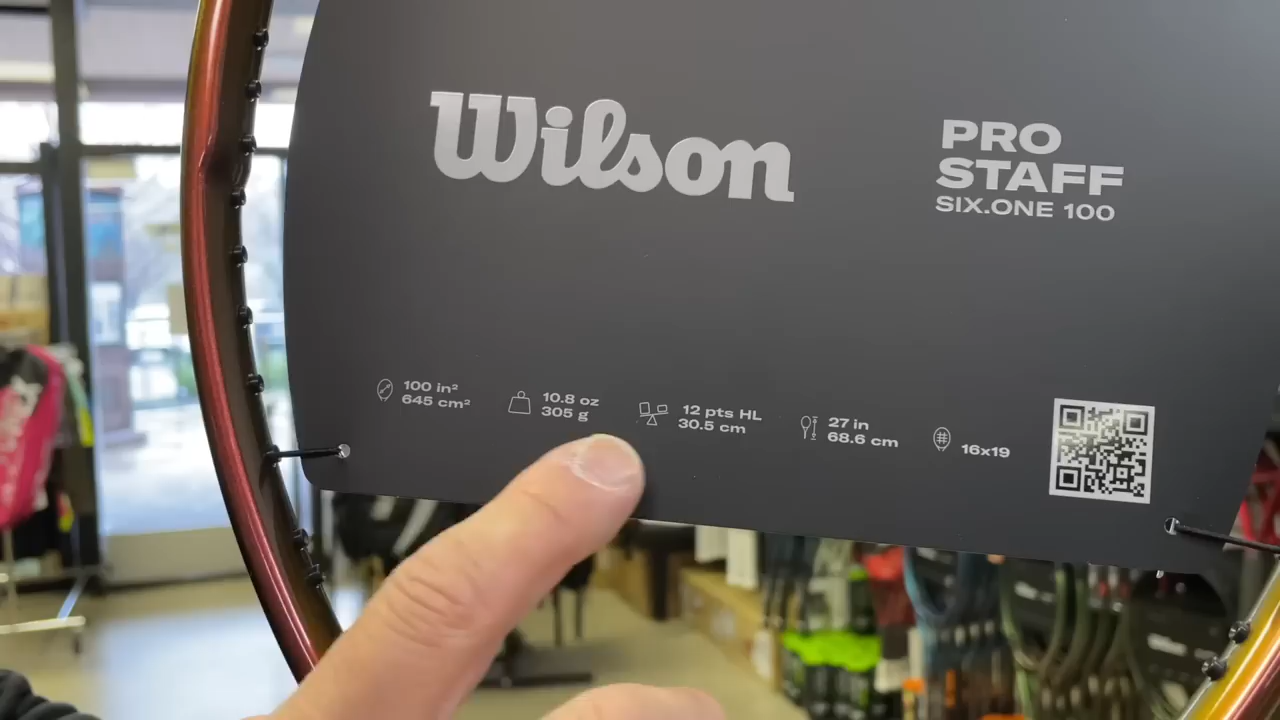 Wilson
PRO
STAFF
SIX.ONE 100
100 in²
645 cm²
10.8 oz
305 g
12 pts HL
30.5 cm
27 in
68.6 cm
16x19